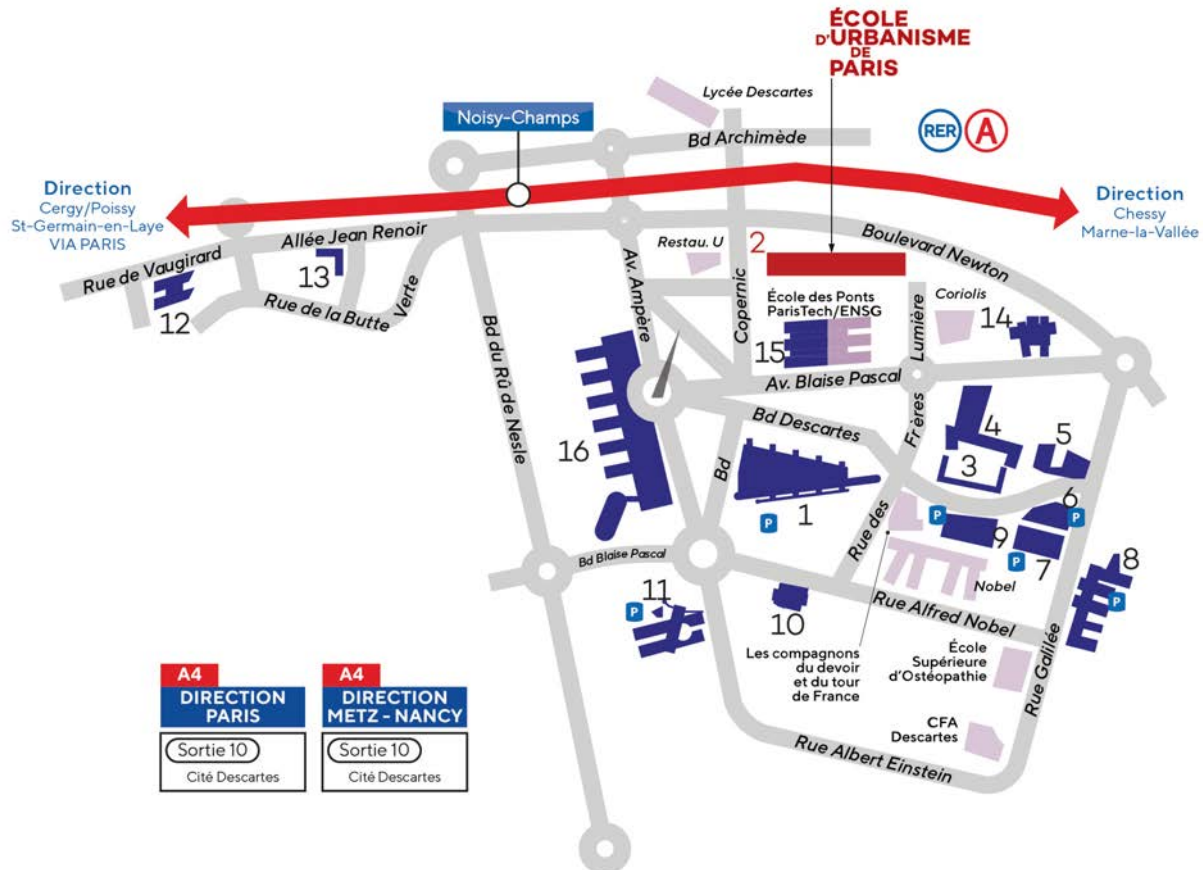 ÉCOLE
D'URBANISME
DE
PARIS
Lycée Descartes
Noisy-Champs
Bd Archimède
RER A
Direction
Cergy/Poissy
St-Germain-en-Laye
VIA PARIS
Direction
Chessy
Marne-la-Vallée
Allée Jean Renoir
Rue de Vaugirard
13
12
Rue de la Butte
Verte
Bd du Rû de Nesle
Av. Ampère
Restau. U
2
Copernic
Boulevard Newton
École des Ponts
ParisTech/ENSG
15
Lumière
Coriolis
14
Av. Blaise Pascal
Bd Descartes
Frères
4
5
3
16
Bd
1
P
Rue des
P
9
6
P
7
P
8
P
Bd Blaise Pascal
11
P
10
Nobel
Rue Alfred Nobel
Les compagnons
du devoir
et du tour
de France
École
Supérieure
d'Ostéopathie
Rue Galilée
CFA
Descartes
Rue Albert Einstein
A4
DIRECTION
PARIS
Sortie 10
Cité Descartes
A4
DIRECTION
METZ - NANCY
Sortie 10
Cité Descartes